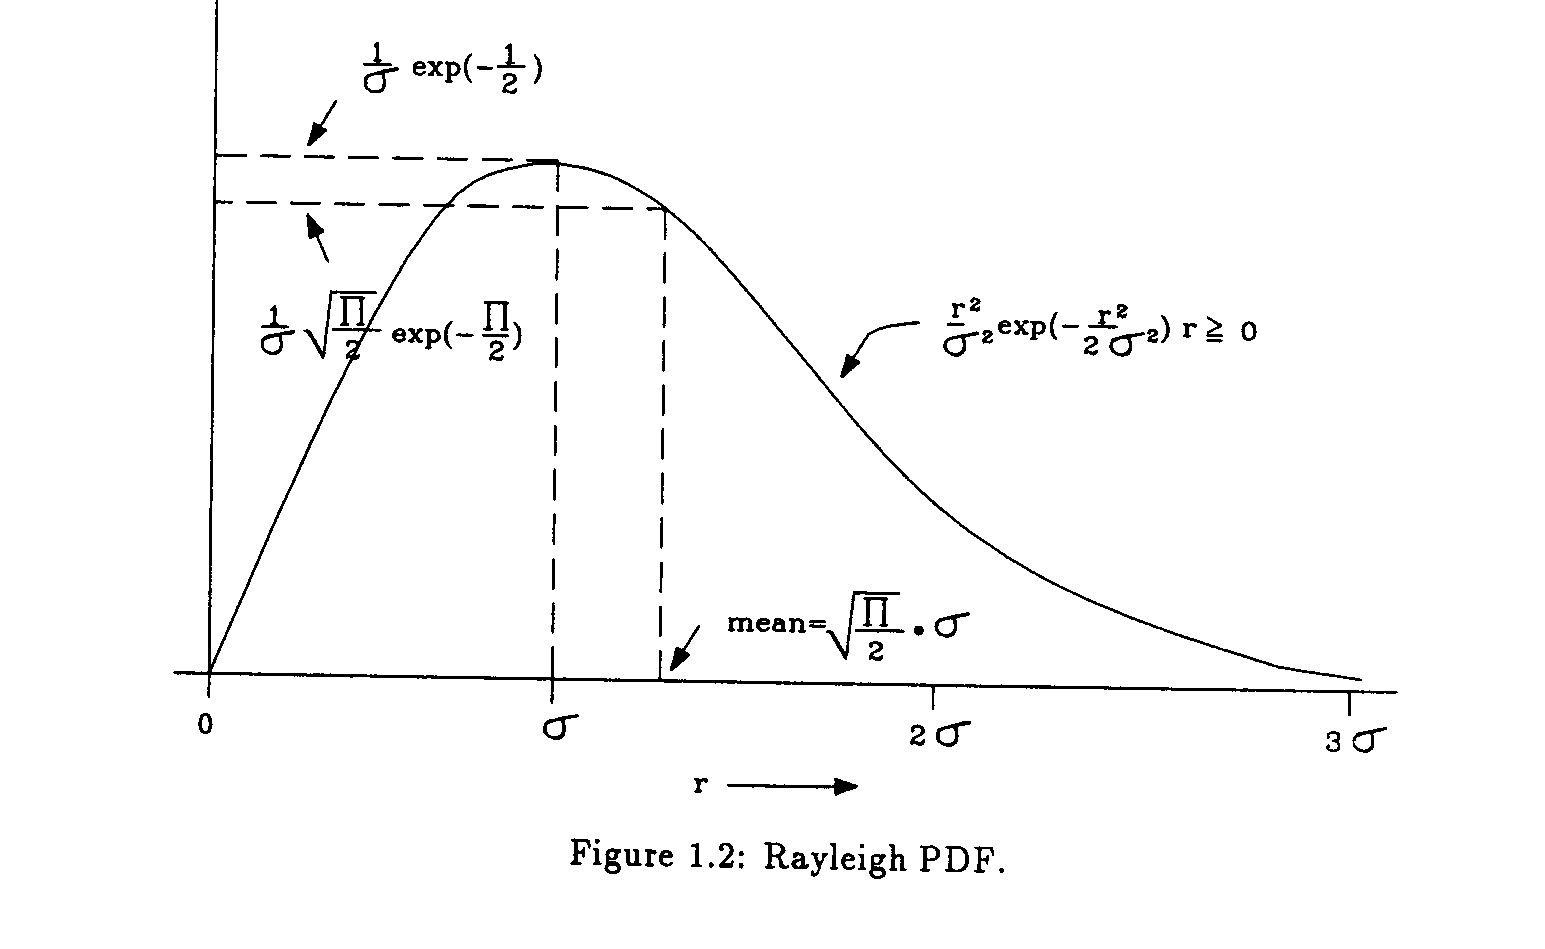 1/σ exp(-1/2)
1/σ √(Π/2) exp(-Π/2)
r²/σ² exp(-r²/2σ²) r ≧ 0
mean=√(Π/2) • σ
0 σ 2σ 3σ
r
Figure 1.2: Rayleigh PDF.